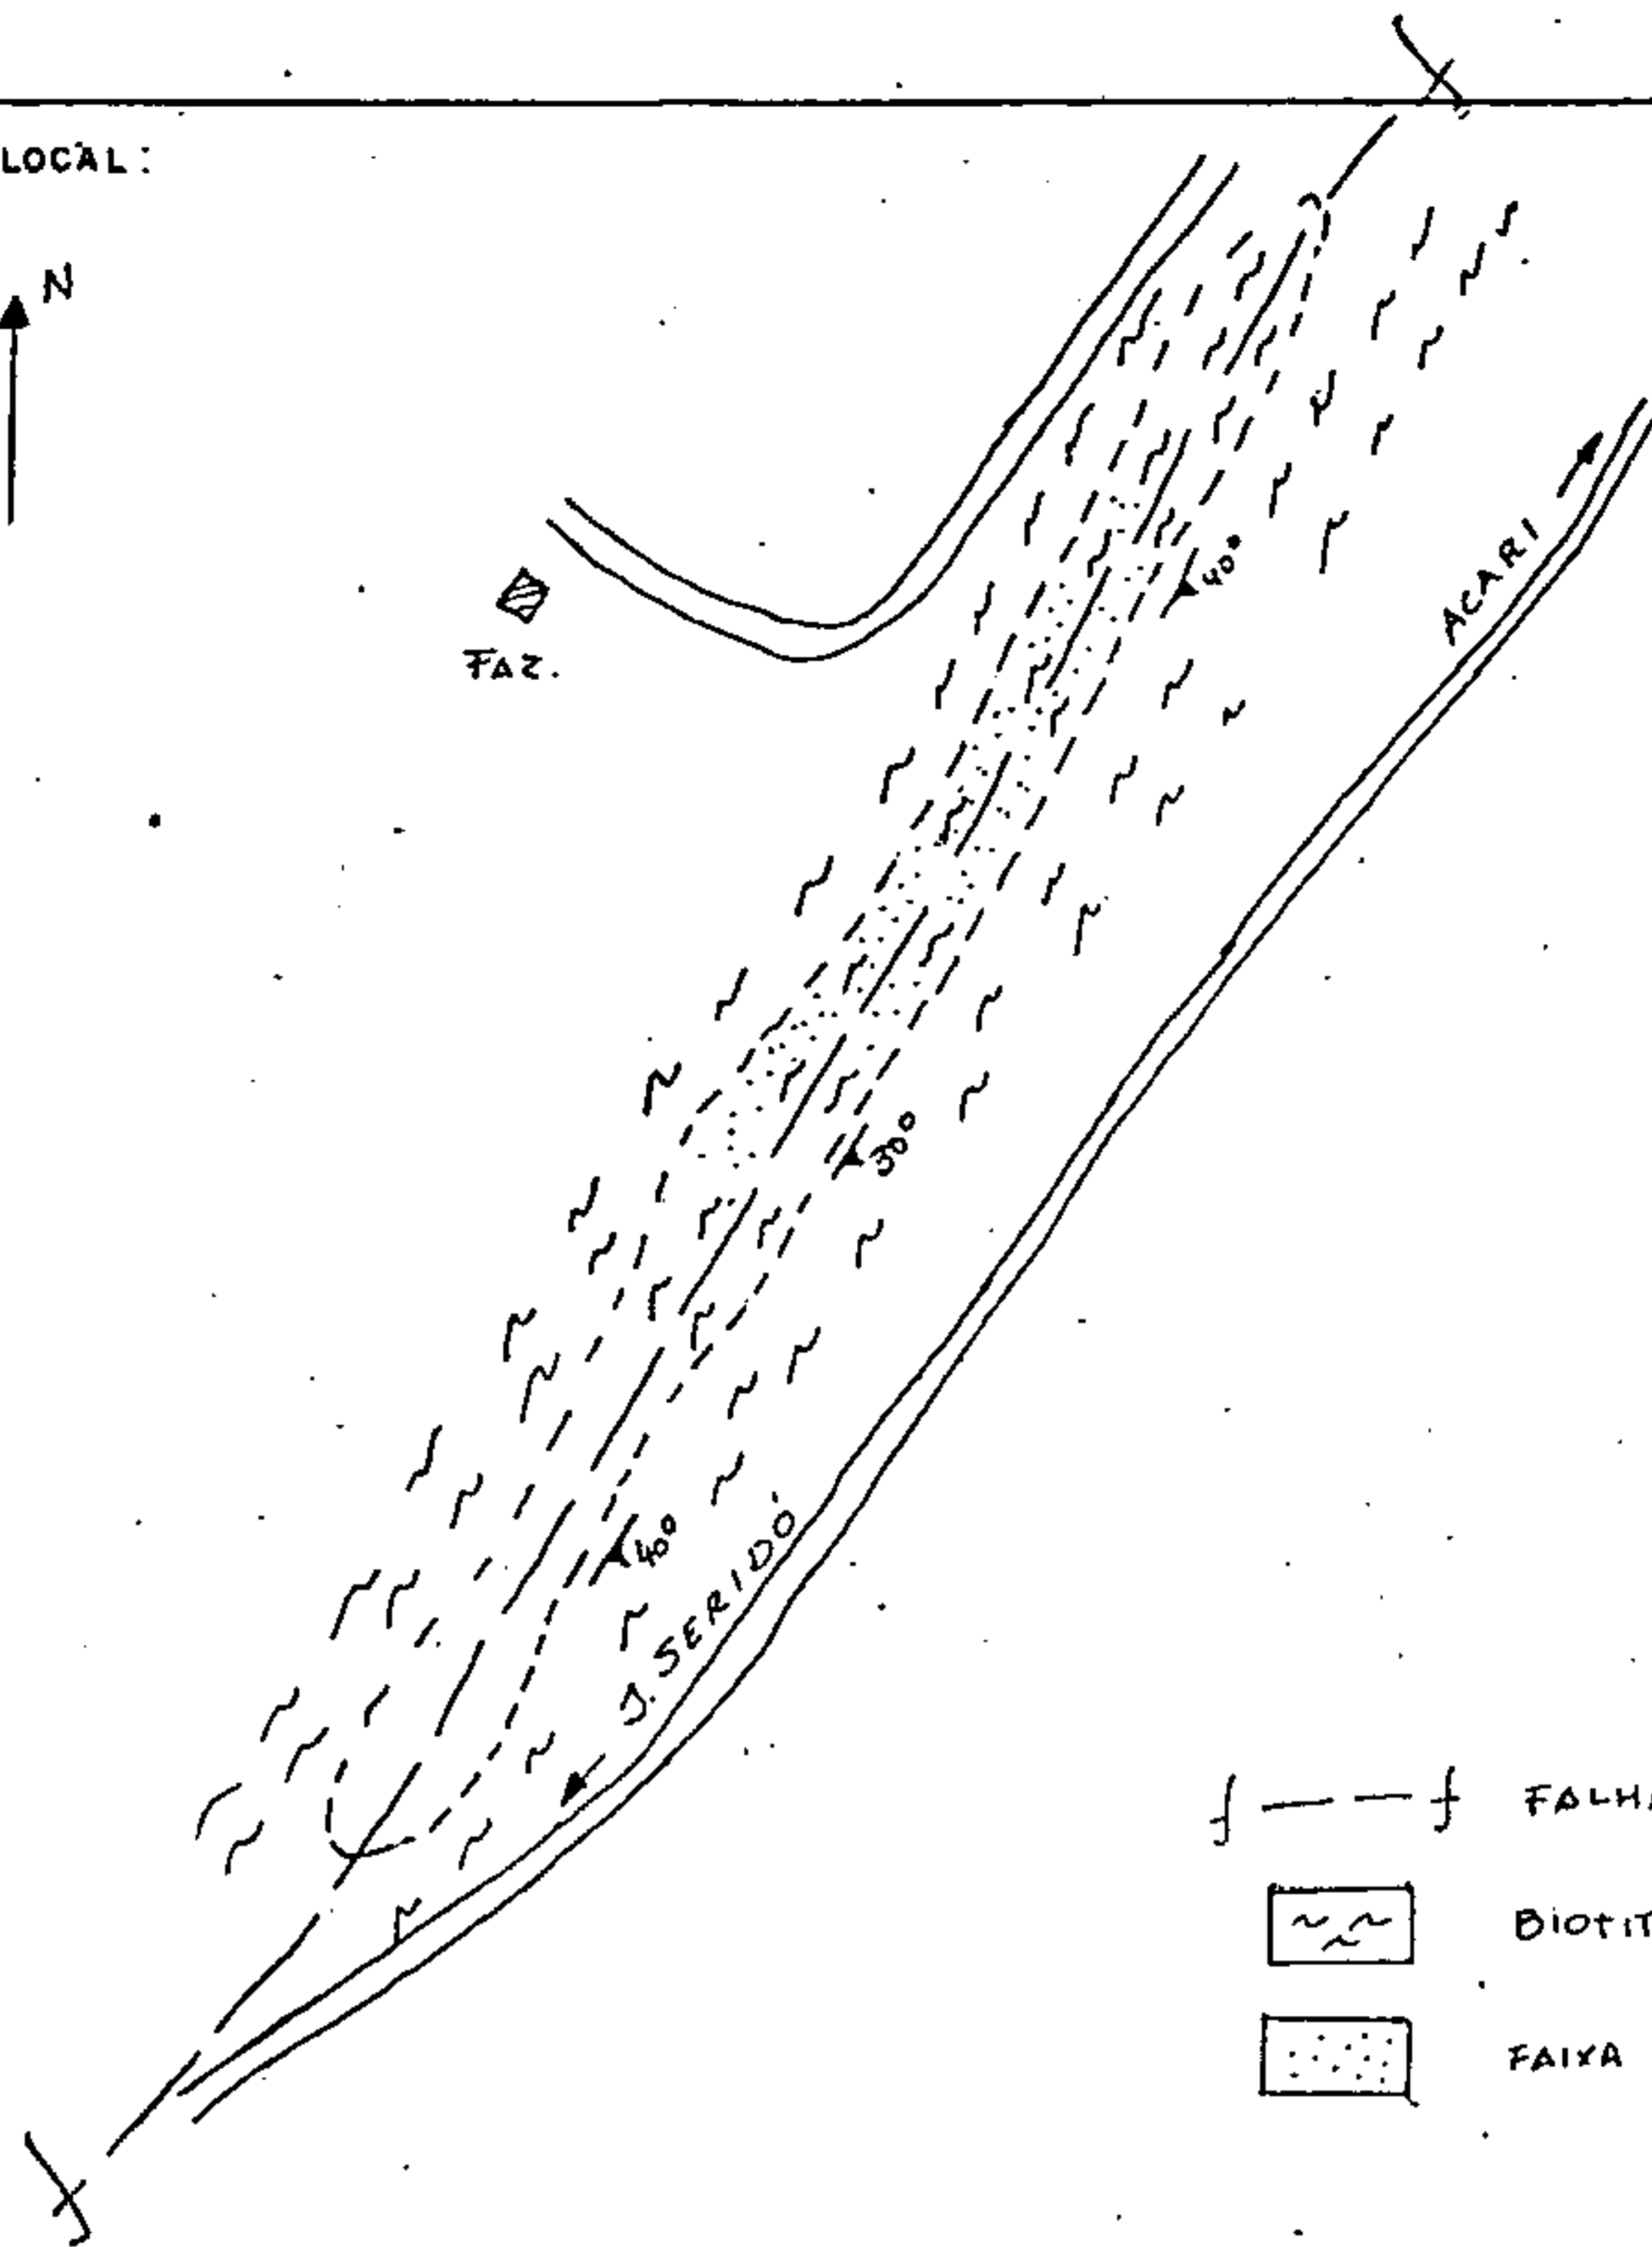 LOCAL:
N
FAZ.
40°
ACARI
30°
40°
J. SERIDÓ
f — — f FALHA
BIOTIT
FAIXA